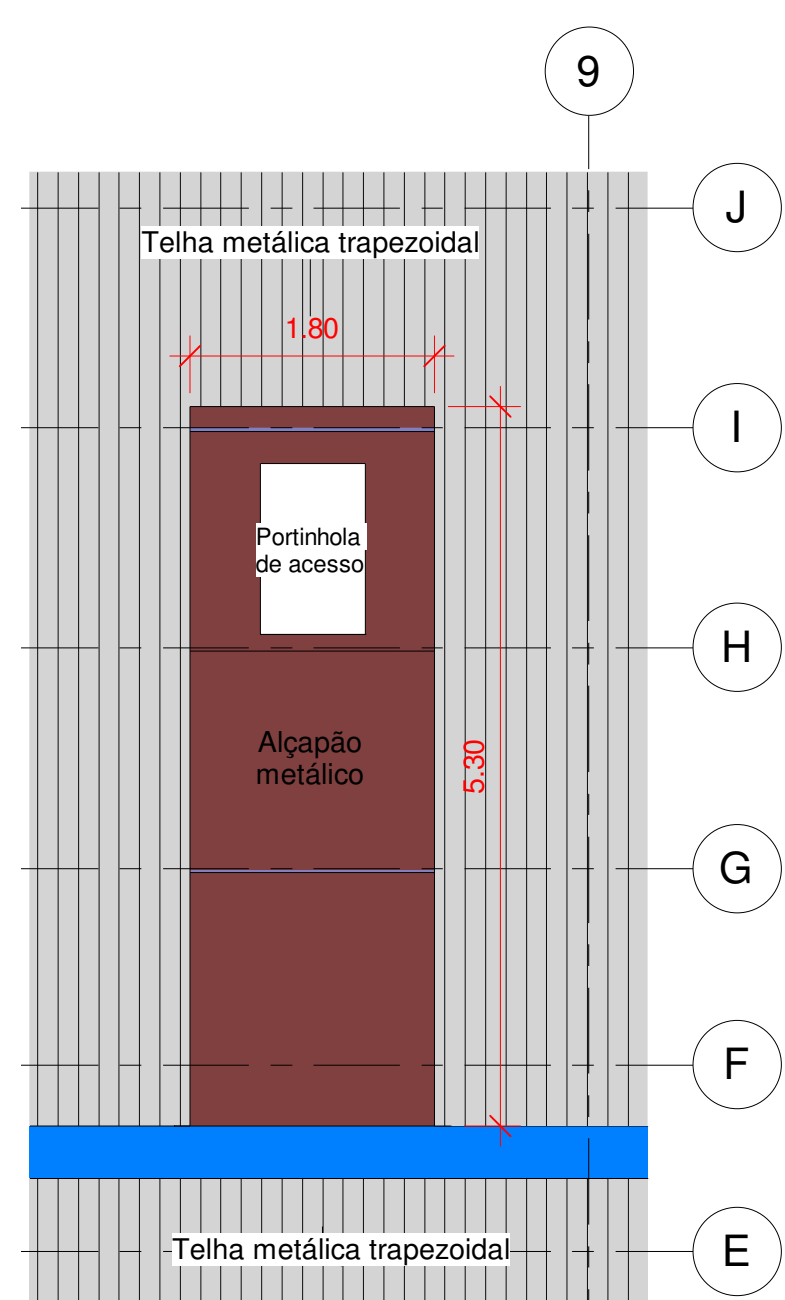 9
J
Telha metálica trapezoidal
1.80
I
Portinhola
de acesso
H
Alçapão
metálico
5.30
G
F
Telha metálica trapezoidal
E